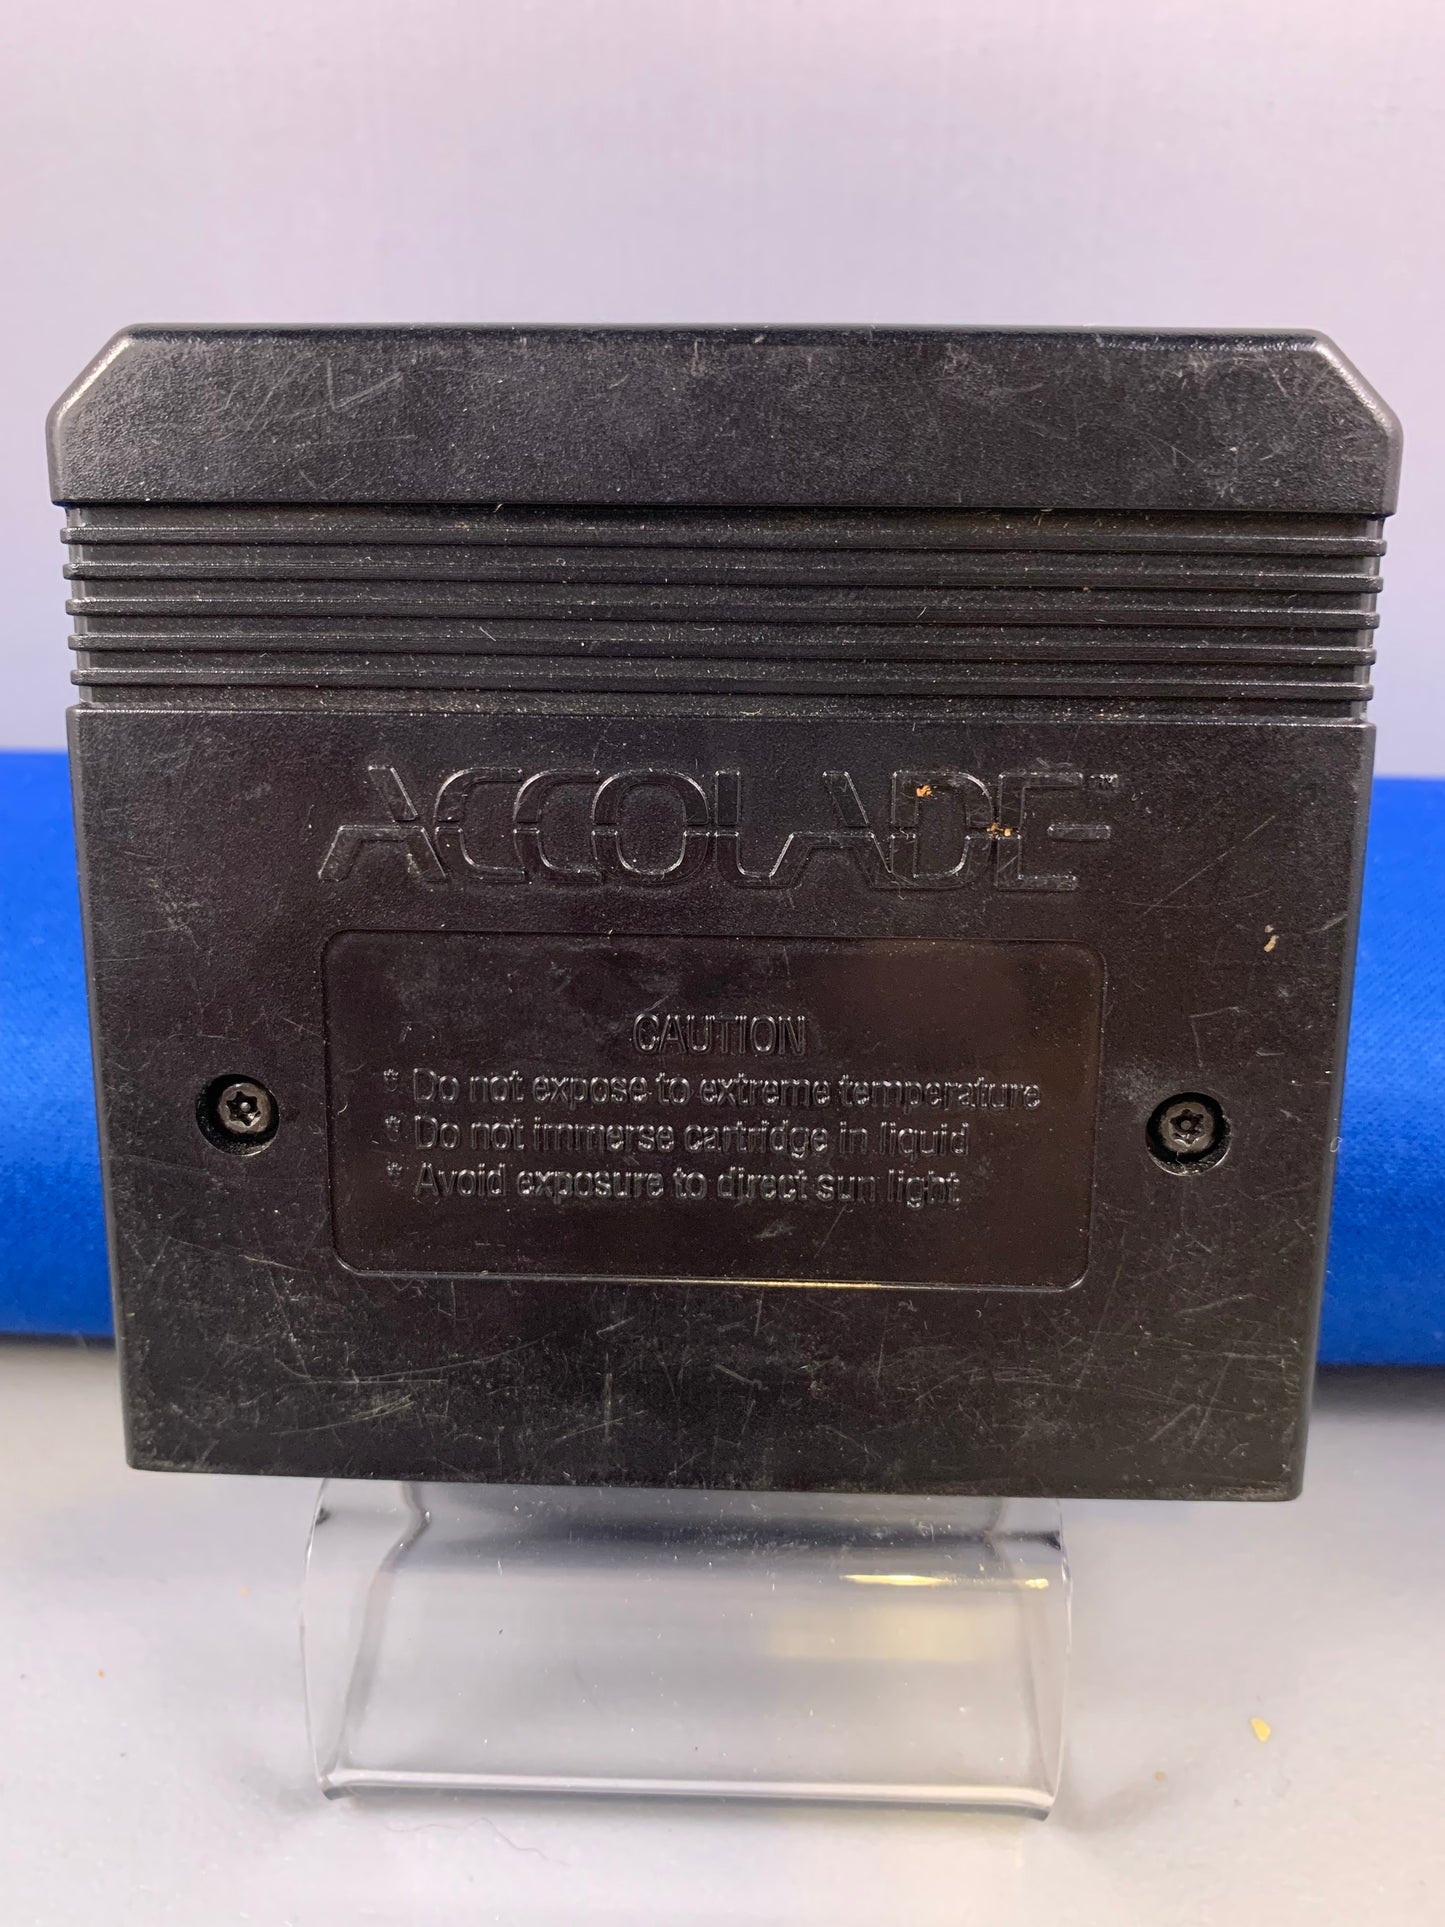 ACCOLADE™
CAUTION
* Do not expose to extreme temperature
* Do not immerse cartridge in liquid
* Avoid exposure to direct sun light